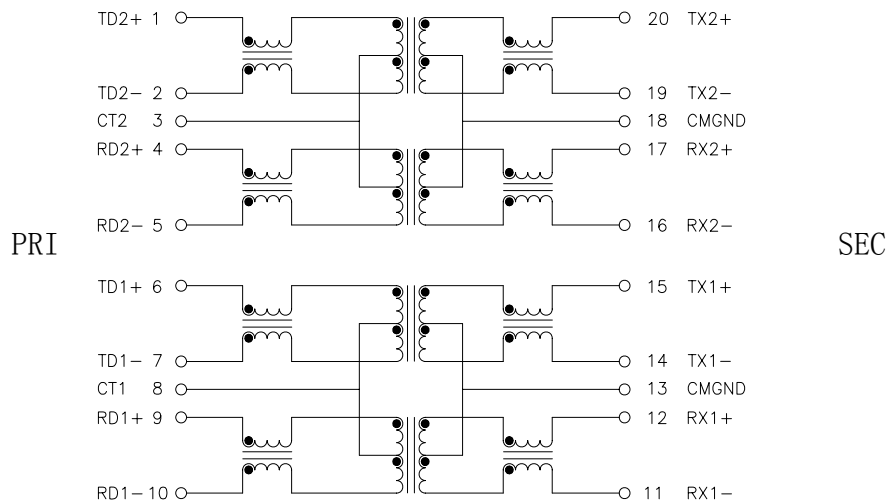 TD2+ 1 20 TX2+
TD2- 2 19 TX2-
CT2 3 18 CMGND
RD2+ 4 17 RX2+
RD2- 5 16 RX2-
PRI SEC
TD1+ 6 15 TX1+
TD1- 7 14 TX1-
CT1 8 13 CMGND
RD1+ 9 12 RX1+
RD1- 10 11 RX1-